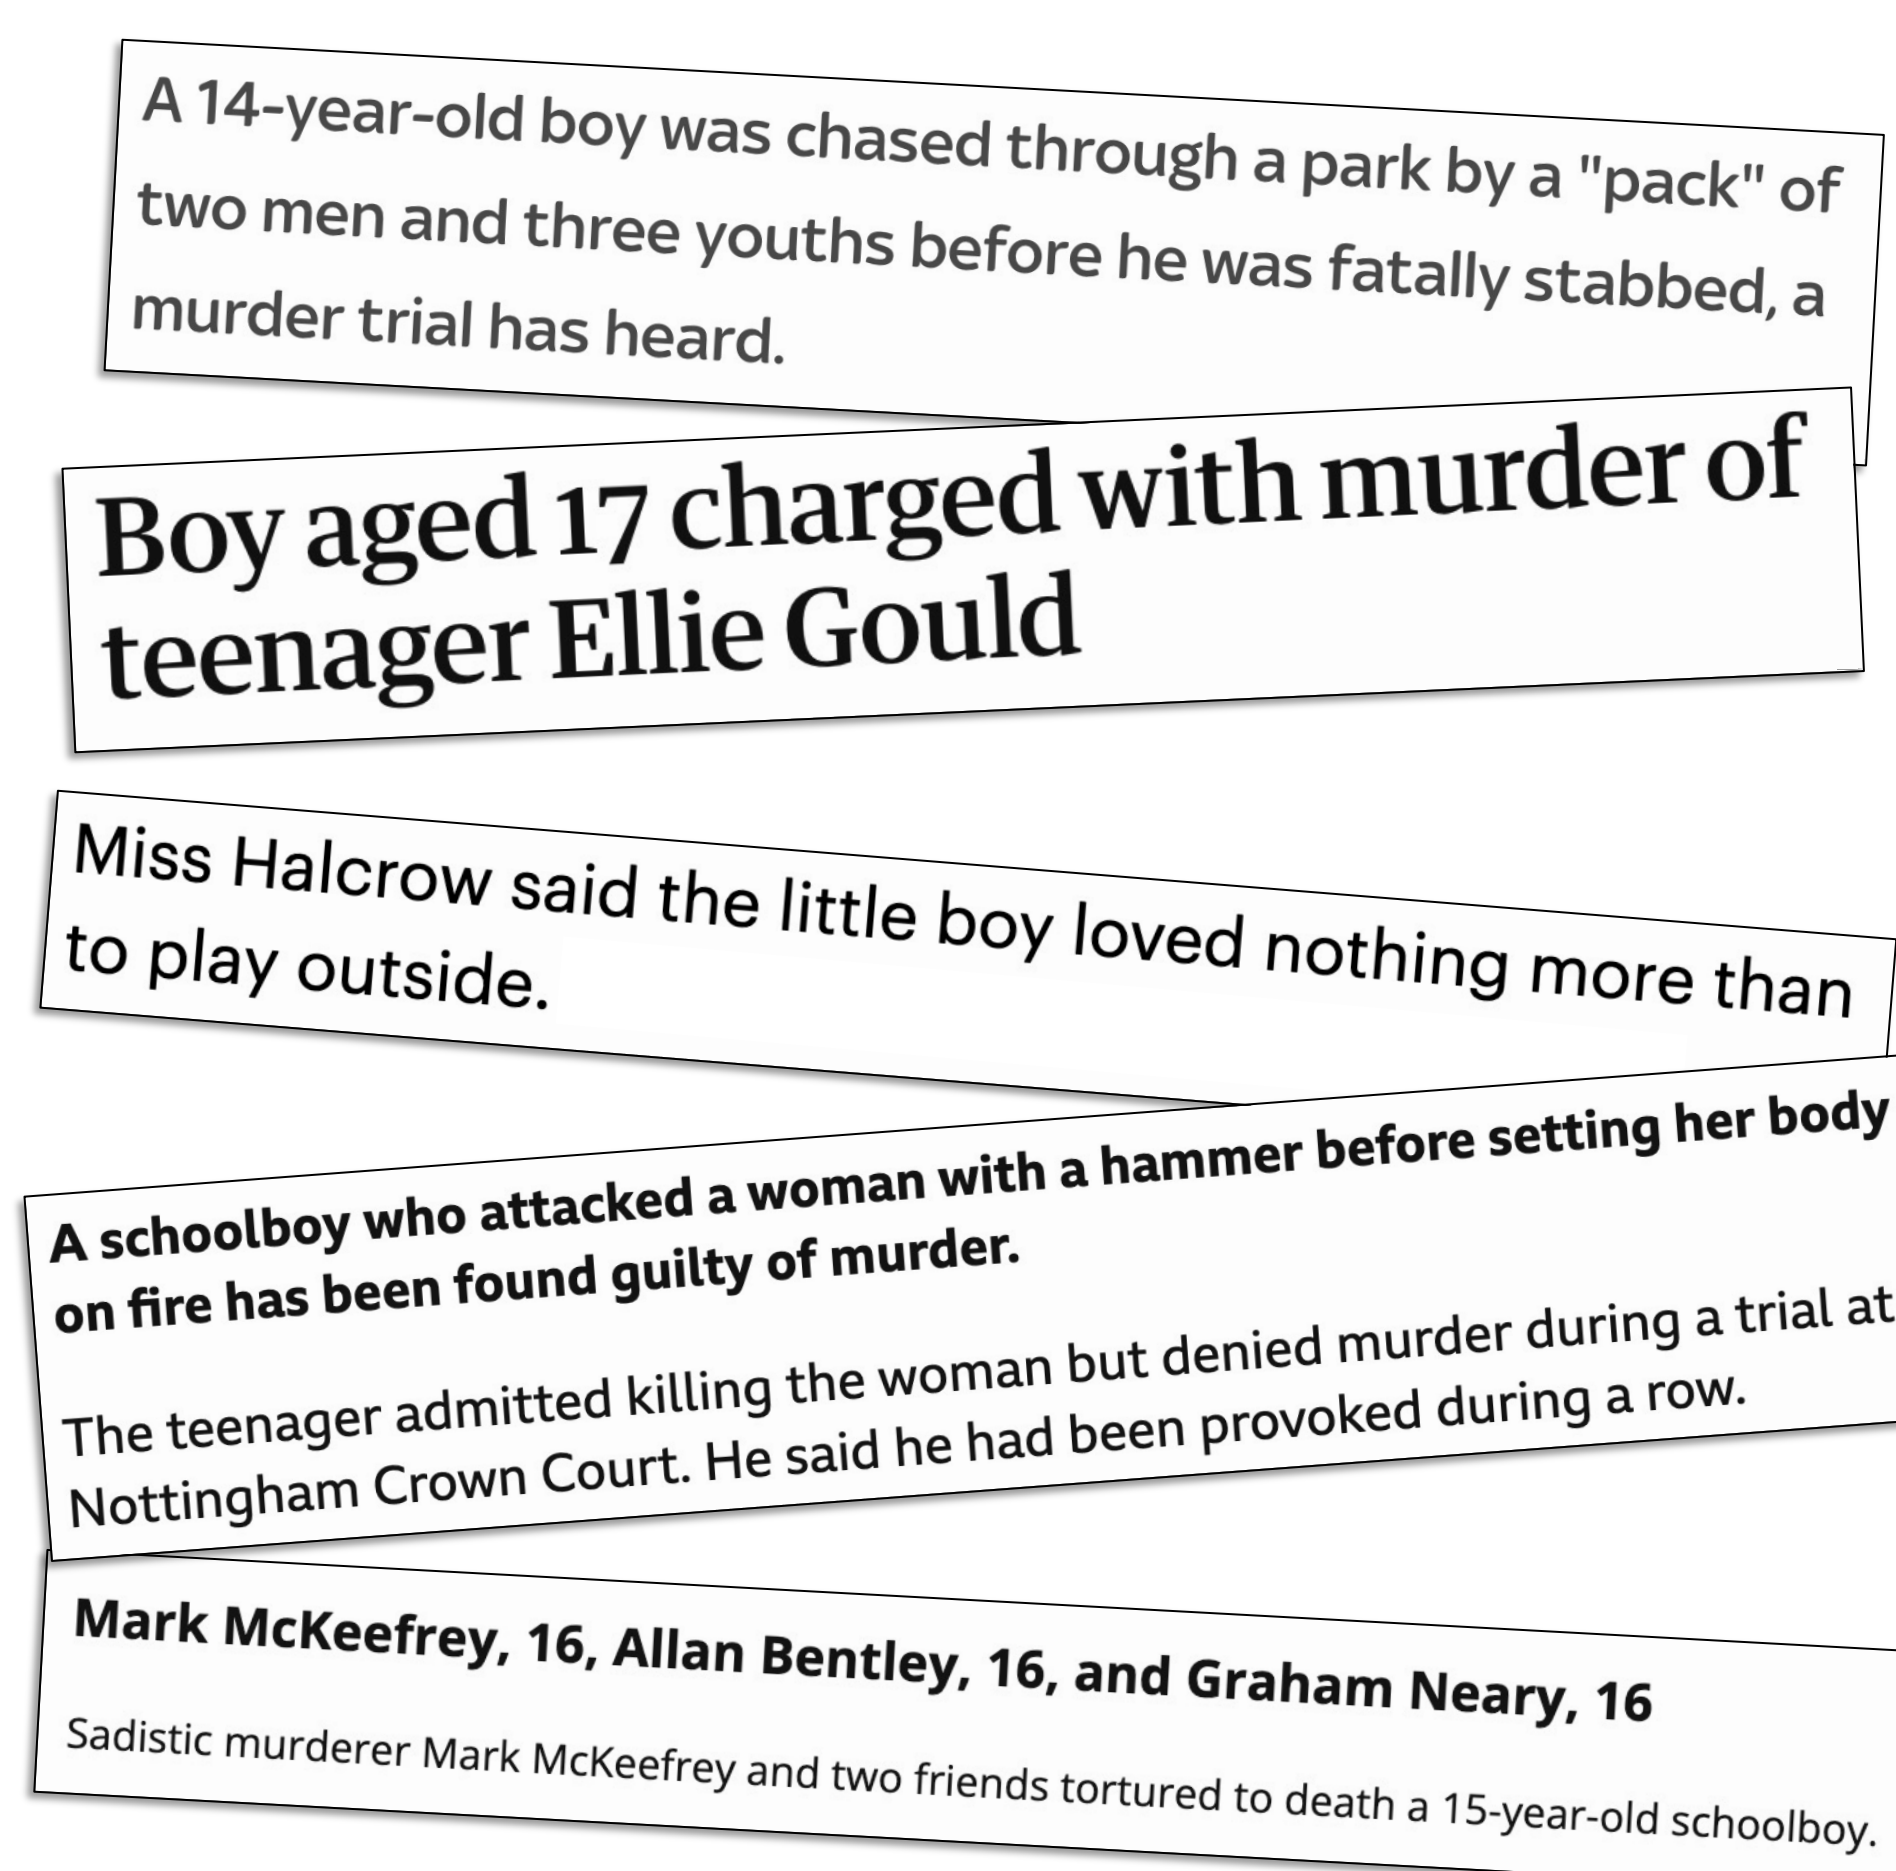 A 14-year-old boy was chased through a park by a "pack" of
two men and three youths before he was fatally stabbed, a
murder trial has heard.
Boy aged 17 charged with murder of
teenager Ellie Gould
Miss Halcrow said the little boy loved nothing more than
to play outside.
A schoolboy who attacked a woman with a hammer before setting her body
on fire has been found guilty of murder.
The teenager admitted killing the woman but denied murder during a trial at
Nottingham Crown Court. He said he had been provoked during a row.
Mark McKeefrey, 16, Allan Bentley, 16, and Graham Neary, 16
Sadistic murderer Mark McKeefrey and two friends tortured to death a 15-year-old schoolboy.